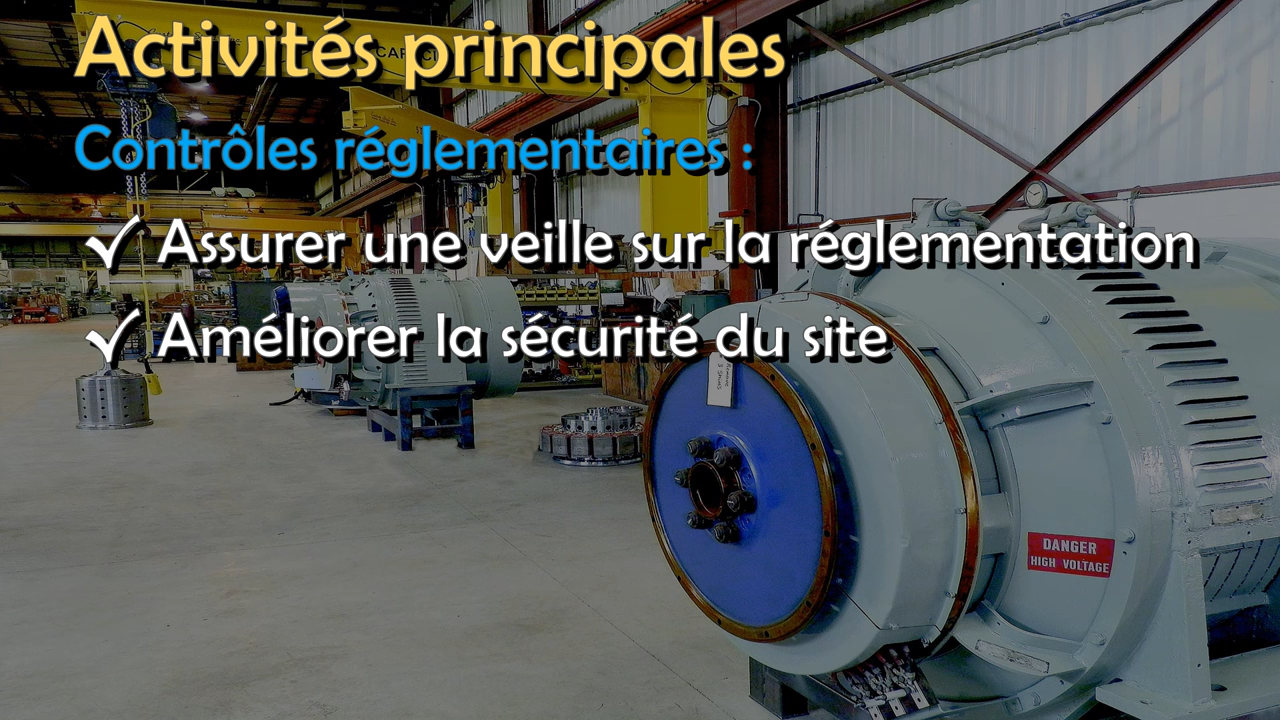 Activités principales
Contrôles réglementaires :
✓ Assurer une veille sur la réglementation
✓ Améliorer la sécurité du site
DANGER
HIGH VOLTAGE